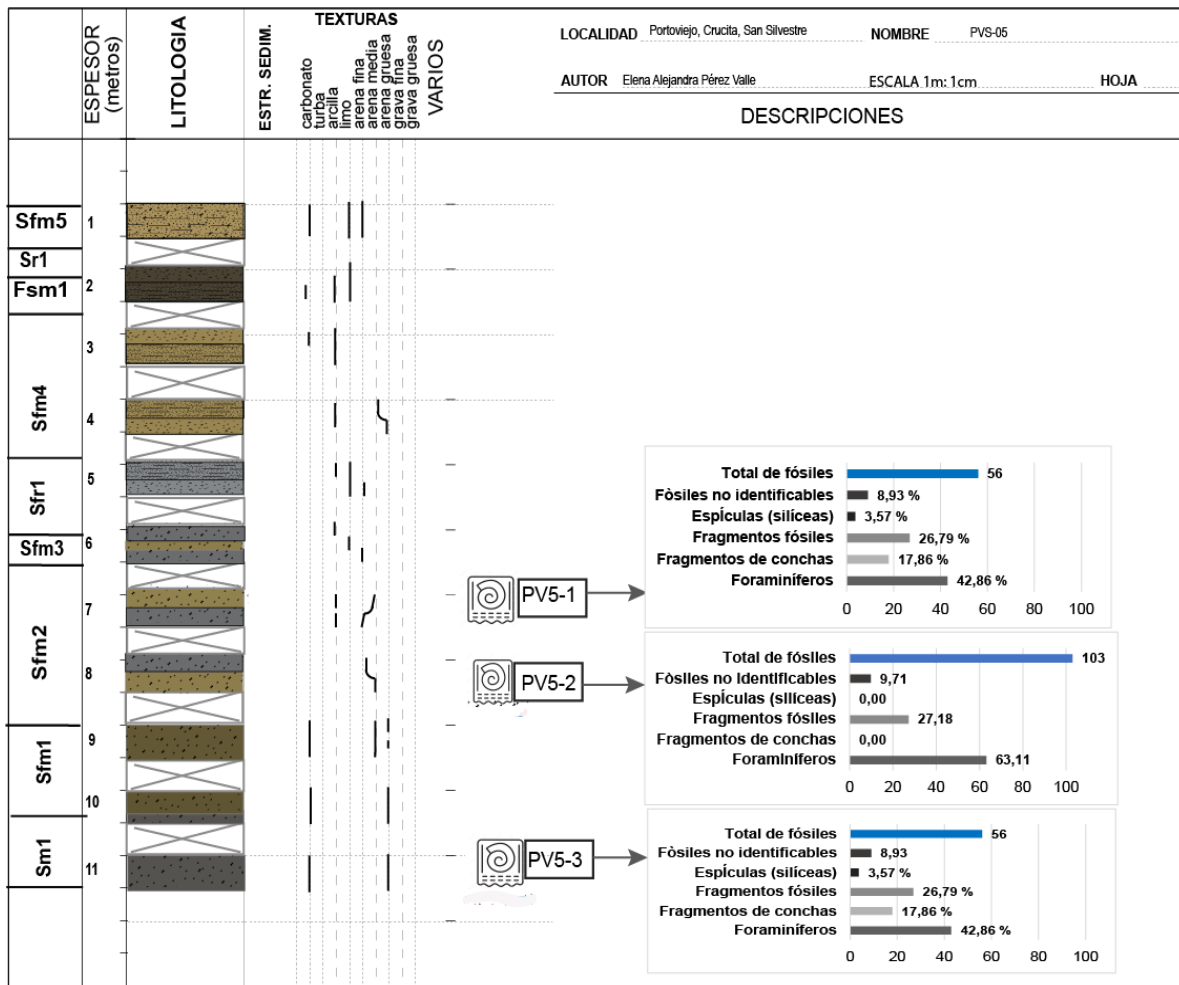 ESPESOR
(metros)
LITOLOGIA
ESTR. SEDIM.
TEXTURAS
carbonato
turba
arcilla
limo
arena fina
arena media
arena gruesa
grava fina
grava gruesa
VARIOS
LOCALIDAD Portoviejo, Crucita, San Silvestre NOMBRE PVS-05
AUTOR Elena Alejandra Pérez Valle ESCALA 1m: 1cm HOJA
DESCRIPCIONES
Sfm5
Sr1
Fsm1
Sfm4
Sfr1
Sfm3
Sfm2
Sfm1
Sm1
1
2
3
4
5
6
7
8
9
10
11
PV5-1
Total de fósiles 56
Fòsiles no identificables 8,93 %
Espículas (silíceas) 3,57 %
Fragmentos fósiles 26,79 %
Fragmentos de conchas 17,86 %
Foraminíferos 42,86 %
0 20 40 60 80 100
PV5-2
Total de fósiles 103
Fòsiles no identificables 9,71
Espículas (silíceas) 0,00
Fragmentos fósiles 27,18
Fragmentos de conchas 0,00
Foraminíferos 63,11
0 20 40 60 80 100
PV5-3
Total de fósiles 56
Fòsiles no identificables 8,93
Espículas (silíceas) 3,57 %
Fragmentos fósiles 26,79 %
Fragmentos de conchas 17,86 %
Foraminíferos 42,86 %
0 20 40 60 80 100